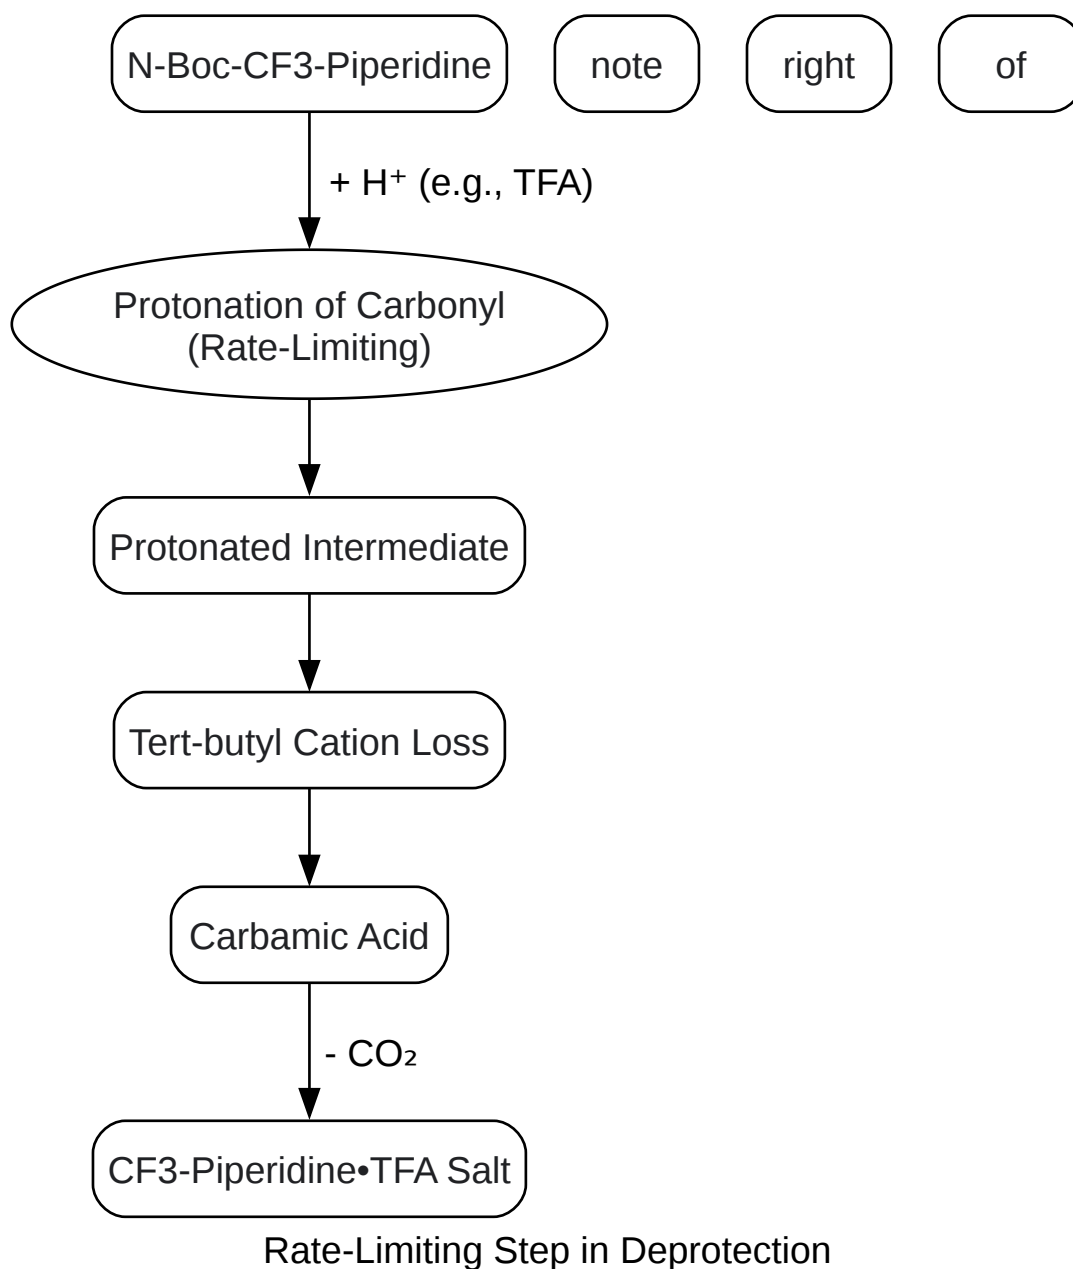 N-Boc-CF3-Piperidine
note
right
of
+ H⁺ (e.g., TFA)
Protonation of Carbonyl
(Rate-Limiting)
Protonated Intermediate
Tert-butyl Cation Loss
Carbamic Acid
- CO₂
CF3-Piperidine•TFA Salt
Rate-Limiting Step in Deprotection